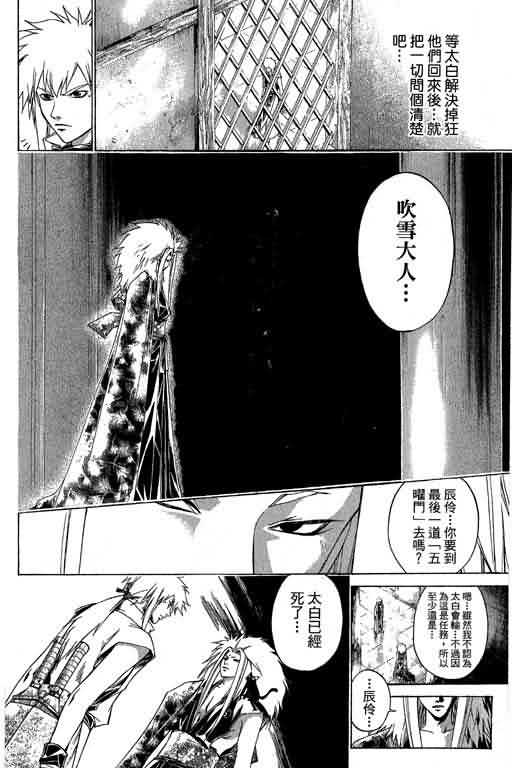 等太白解決掉狂
他們回來後…就
把一切問個清楚
吧…
吹雪大人…
辰伶…你要到
最後一道「五
曜門」去嗎？
嗯…雖然我不認為
太白會輸…不過因
為這是任務，所以
至少還是…
…辰伶…
太白已經
死了…